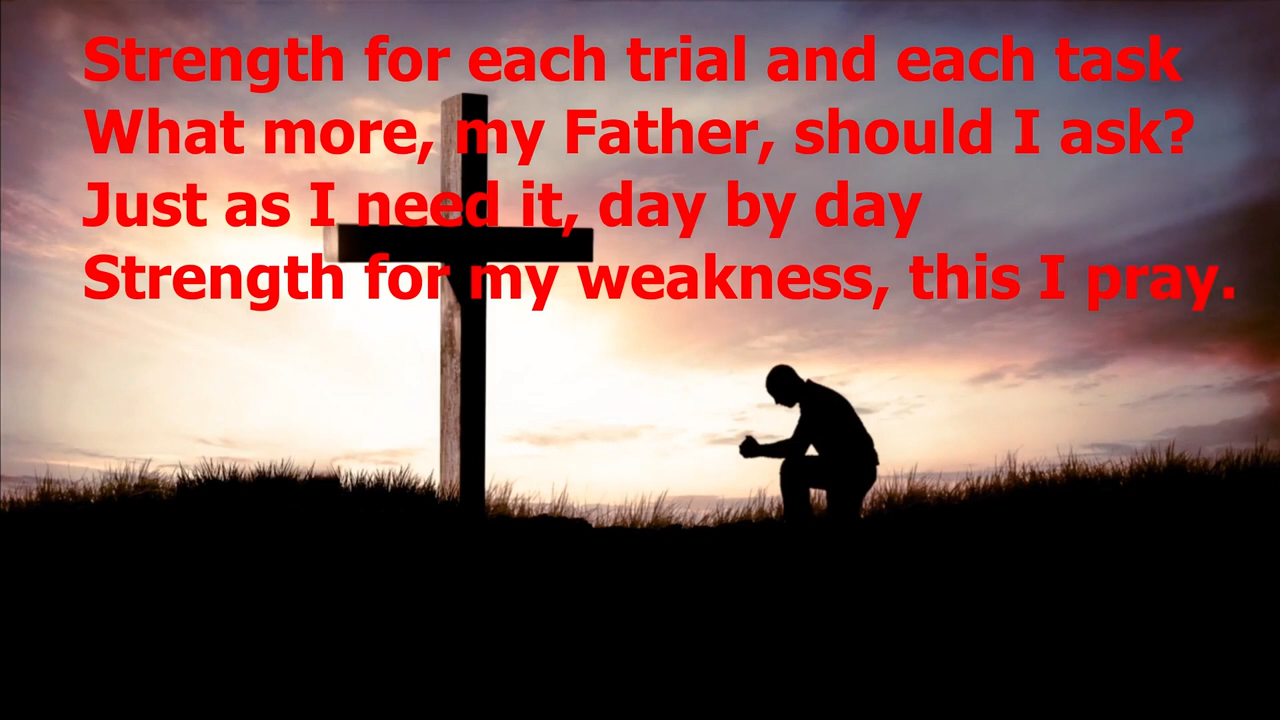 Strength for each trial and each task
What more, my Father, should I ask?
Just as I need it, day by day
Strength for my weakness, this I pray.